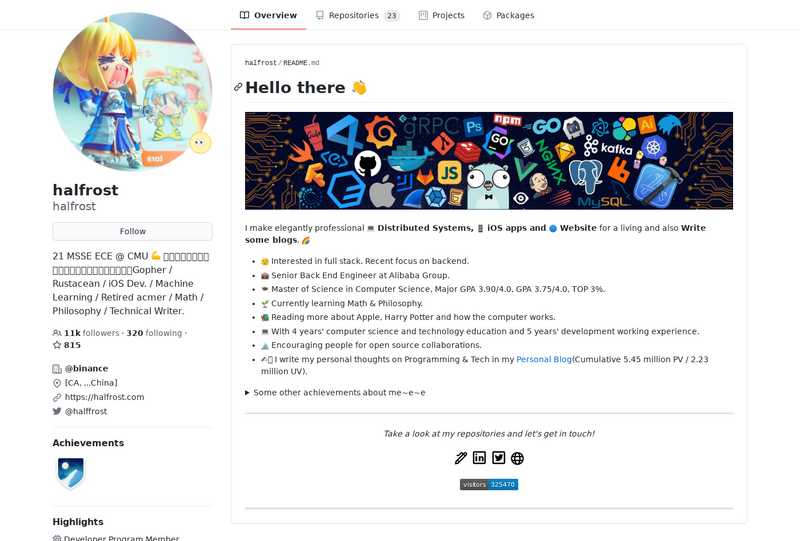 Overview
Repositories 23
Projects
Packages
halfrost/README.md
Hello there 👋
gRPC
Ps
npm
GO
Ai
GO
kafka
JS
NGINX
MySQL
I make elegantly professional 💻 Distributed Systems, 📱 iOS apps and 🌐 Website for a living and also Write
some blogs. 🌈
Interested in full stack. Recent focus on backend.
Senior Back End Engineer at Alibaba Group.
Master of Science in Computer Science, Major GPA 3.90/4.0, GPA 3.75/4.0, TOP 3%.
Currently learning Math & Philosophy.
Reading more about Apple, Harry Potter and how the computer works.
With 4 years' computer science and technology education and 5 years' development working experience.
Encouraging people for open source collaborations.
I write my personal thoughts on Programming & Tech in my Personal Blog(Cumulative 5.45 million PV / 2.23
million UV).
Some other achievements about me~e~e
Take a look at my repositories and let's get in touch!
visitors 325470
halfrost
halfrost
Follow
21 MSSE ECE @ CMU 💪
Gopher /
Rustacean / iOS Dev. / Machine
Learning / Retired acmer / Math /
Philosophy / Technical Writer.
11k followers · 320 following ·
815
@binance
[CA, ...China]
https://halfrost.com
@halffrost
Achievements
Highlights
Developer Program Member